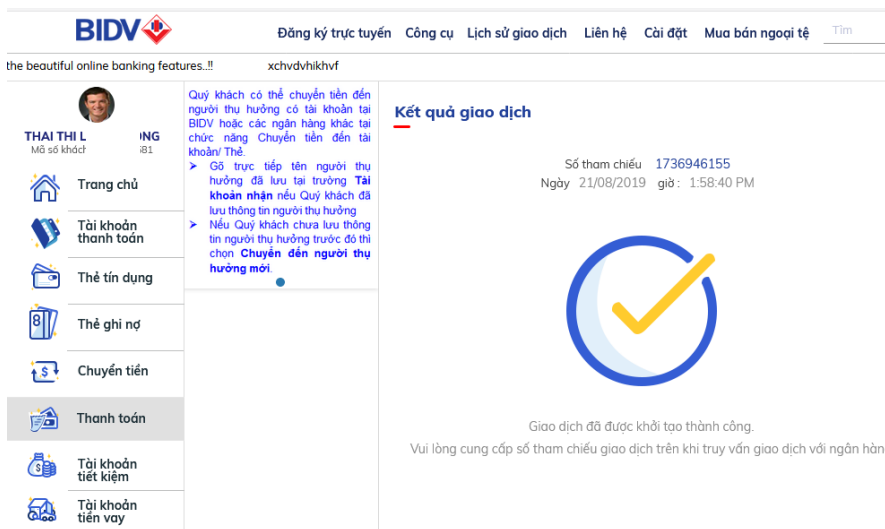 BIDV
Đăng ký trực tuyến Công cụ Lịch sử giao dịch Liên hệ Cài đặt Mua bán ngoại tệ Tìm
the beautiful online banking features..!! xchvdvhikhvf
THAI THI L NG
Mã số khách 381
Trang chủ
Tài khoản
thanh toán
Thẻ tín dụng
Thẻ ghi nợ
Chuyển tiền
Thanh toán
Tài khoản
tiết kiệm
Tài khoản
tiền vay
Quý khách có thể chuyển tiền đến
người thụ hưởng có tài khoản tại
BIDV hoặc các ngân hàng khác tại
chức năng Chuyển tiền đến tài
khoản/ Thẻ.
➢ Gõ trực tiếp tên người thụ
hưởng đã lưu tại trường Tài
khoản nhận nếu Quý khách đã
lưu thông tin người thụ hưởng
➢ Nếu Quý khách chưa lưu thông
tin người thụ hưởng trước đó thì
chọn Chuyển đến người thụ
hưởng mới.
Kết quả giao dịch
Số tham chiếu 1736946155
Ngày 21/08/2019 giờ : 1:58:40 PM
Giao dịch đã được khởi tạo thành công.
Vui lòng cung cấp số tham chiếu giao dịch trên khi truy vấn giao dịch với ngân hàn